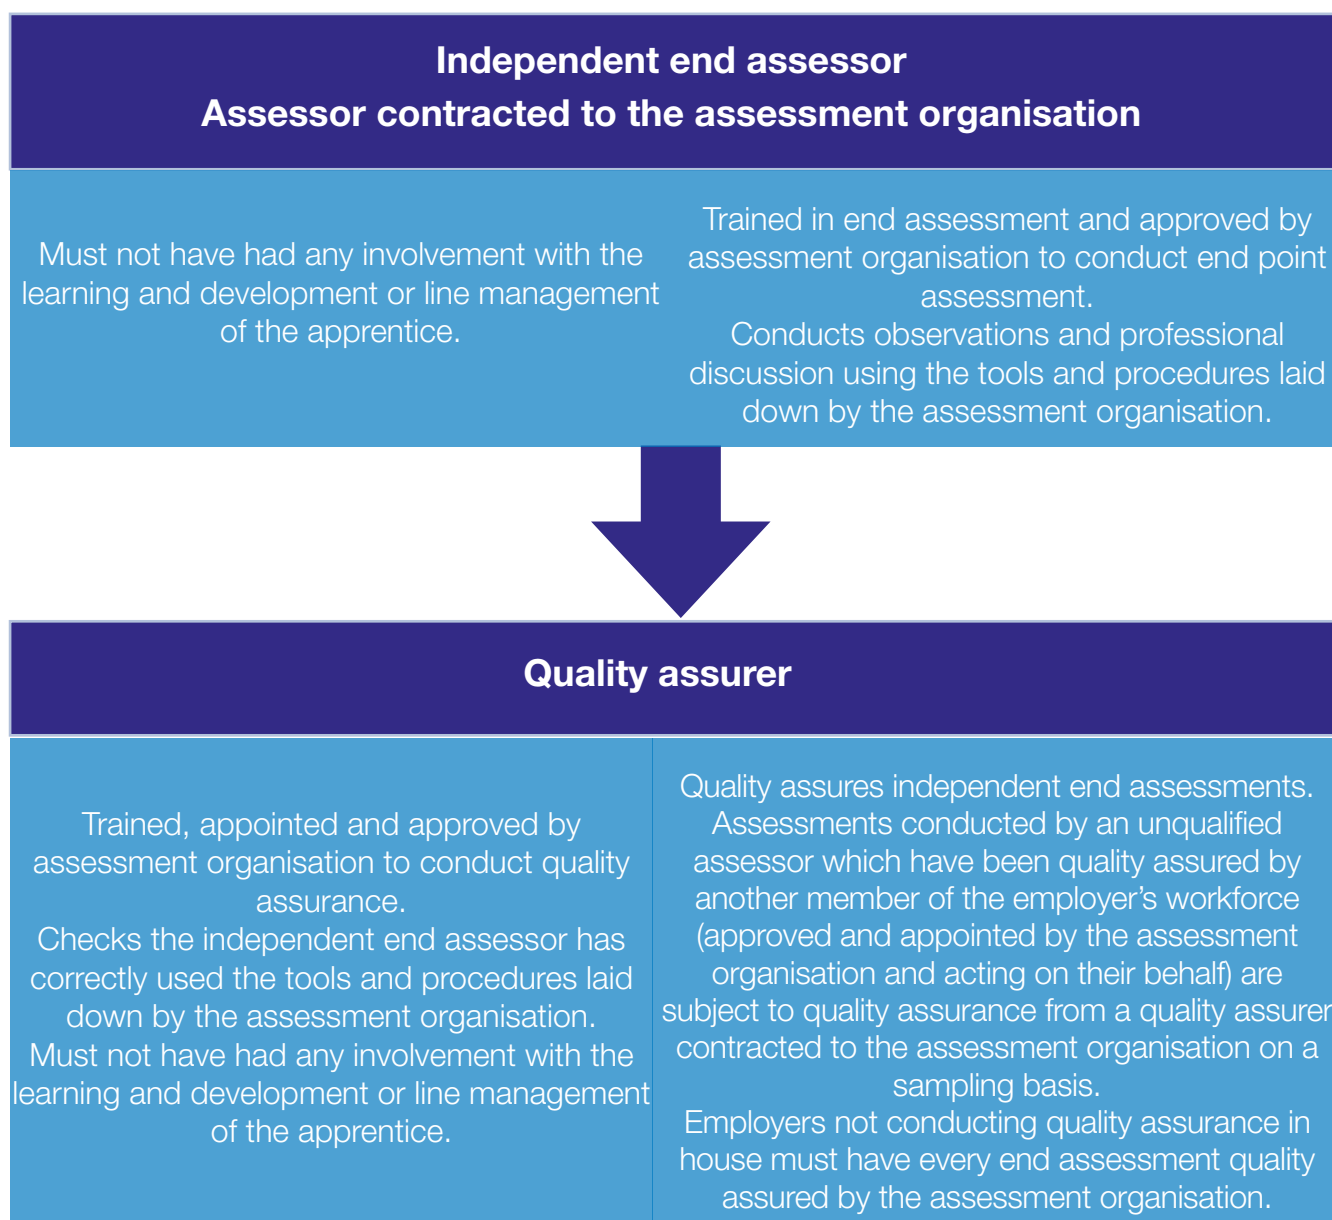 Independent end assessor
Assessor contracted to the assessment organisation
Must not have had any involvement with the
learning and development or line management
of the apprentice.
Trained in end assessment and approved by
assessment organisation to conduct end point
assessment.
Conducts observations and professional
discussion using the tools and procedures laid
down by the assessment organisation.
Quality assurer
Trained, appointed and approved by
assessment organisation to conduct quality
assurance.
Checks the independent end assessor has
correctly used the tools and procedures laid
down by the assessment organisation.
Must not have had any involvement with the
learning and development or line management
of the apprentice.
Quality assures independent end assessments.
Assessments conducted by an unqualified
assessor which have been quality assured by
another member of the employer’s workforce
(approved and appointed by the assessment
organisation and acting on their behalf) are
subject to quality assurance from a quality assurer
contracted to the assessment organisation on a
sampling basis.
Employers not conducting quality assurance in
house must have every end assessment quality
assured by the assessment organisation.